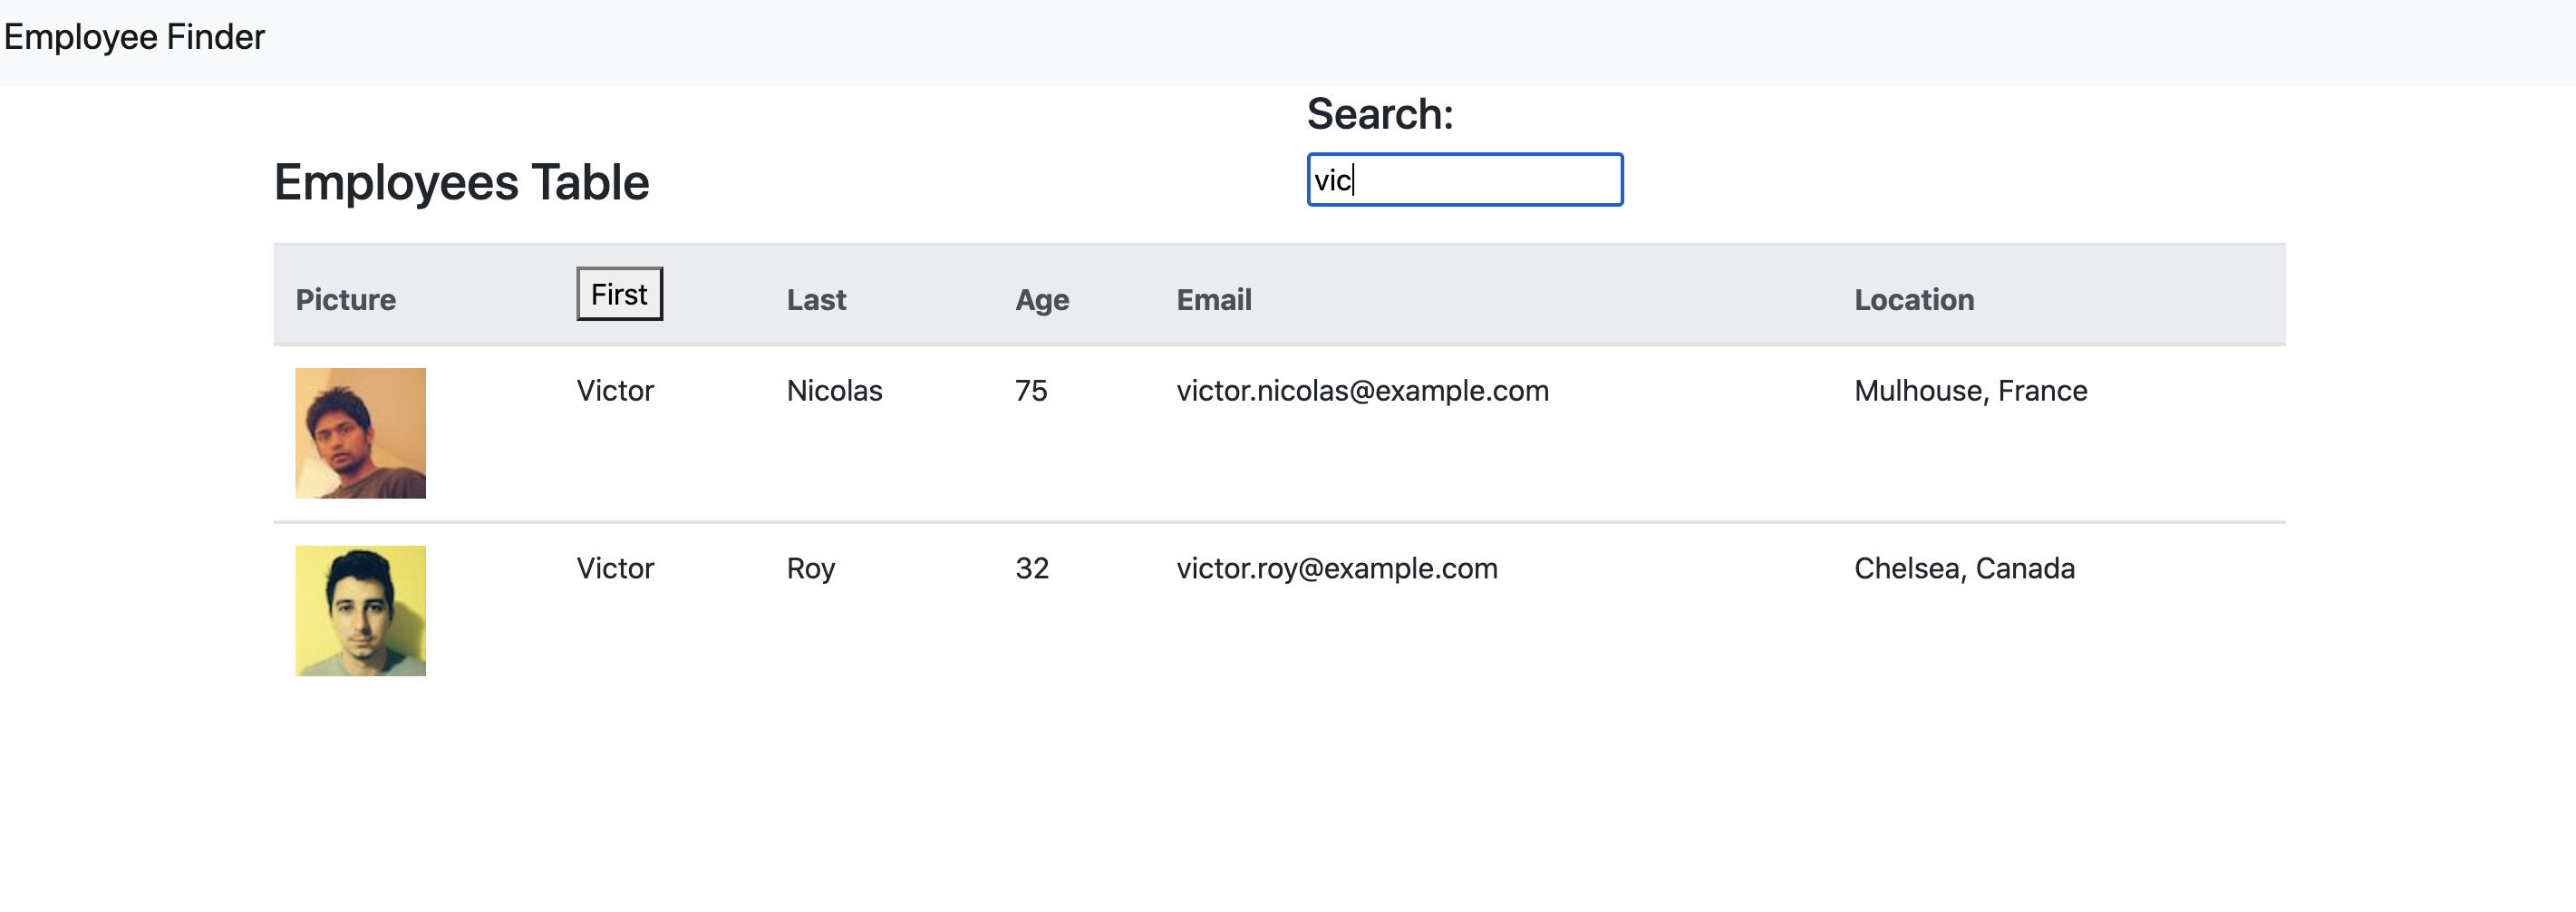 Employee Finder
Search:
vic
Employees Table
Picture First Last Age Email Location
Victor Nicolas 75 victor.nicolas@example.com Mulhouse, France
Victor Roy 32 victor.roy@example.com Chelsea, Canada